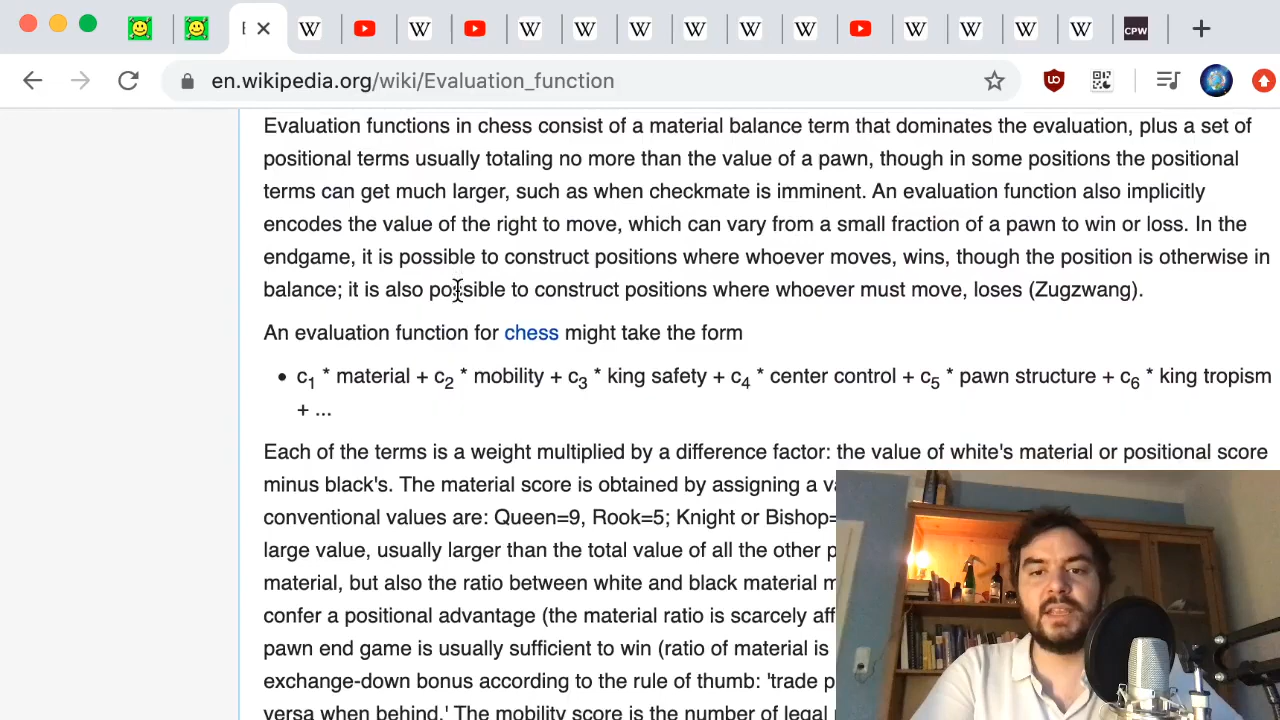 en.wikipedia.org/wiki/Evaluation_function
CPW
Evaluation functions in chess consist of a material balance term that dominates the evaluation, plus a set of
positional terms usually totaling no more than the value of a pawn, though in some positions the positional
terms can get much larger, such as when checkmate is imminent. An evaluation function also implicitly
encodes the value of the right to move, which can vary from a small fraction of a pawn to win or loss. In the
endgame, it is possible to construct positions where whoever moves, wins, though the position is otherwise in
balance; it is also possible to construct positions where whoever must move, loses (Zugzwang).
An evaluation function for chess might take the form
• c1 * material + c2 * mobility + c3 * king safety + c4 * center control + c5 * pawn structure + c6 * king tropism
+ ...
Each of the terms is a weight multiplied by a difference factor: the value of white's material or positional score
minus black's. The material score is obtained by assigning a
conventional values are: Queen=9, Rook=5; Knight or Bishop=
large value, usually larger than the total value of all the other
material, but also the ratio between white and black material
confer a positional advantage (the material ratio is scarcely
pawn end game is usually sufficient to win (ratio of material is
exchange-down bonus according to the rule of thumb: 'trade
versa when behind.' The mobility score is the number of legal